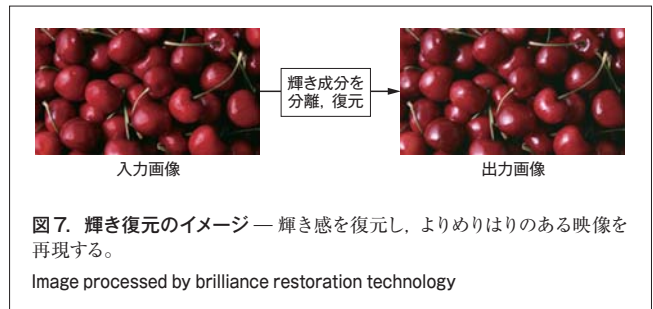 輝き成分を
分離，復元
入力画像
出力画像
図7．輝き復元のイメージ — 輝き感を復元し，よりめりはりのある映像を
再現する。
Image processed by brilliance restoration technology